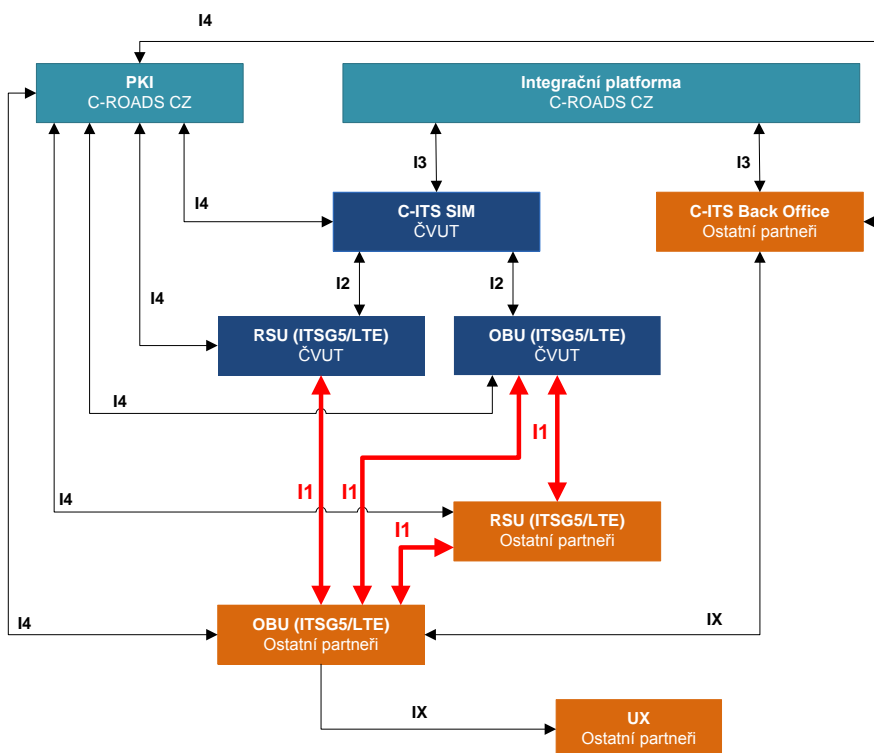 I4
PKI
C-ROADS CZ
Integrační platforma
C-ROADS CZ
I3
I3
I4
C-ITS SIM
ČVUT
C-ITS Back Office
Ostatní partneři
I2
I2
I4
RSU (ITSG5/LTE)
ČVUT
OBU (ITSG5/LTE)
ČVUT
I4
I1
I1
I1
I4
RSU (ITSG5/LTE)
Ostatní partneři
I1
I4
OBU (ITSG5/LTE)
Ostatní partneři
IX
IX
UX
Ostatní partneři